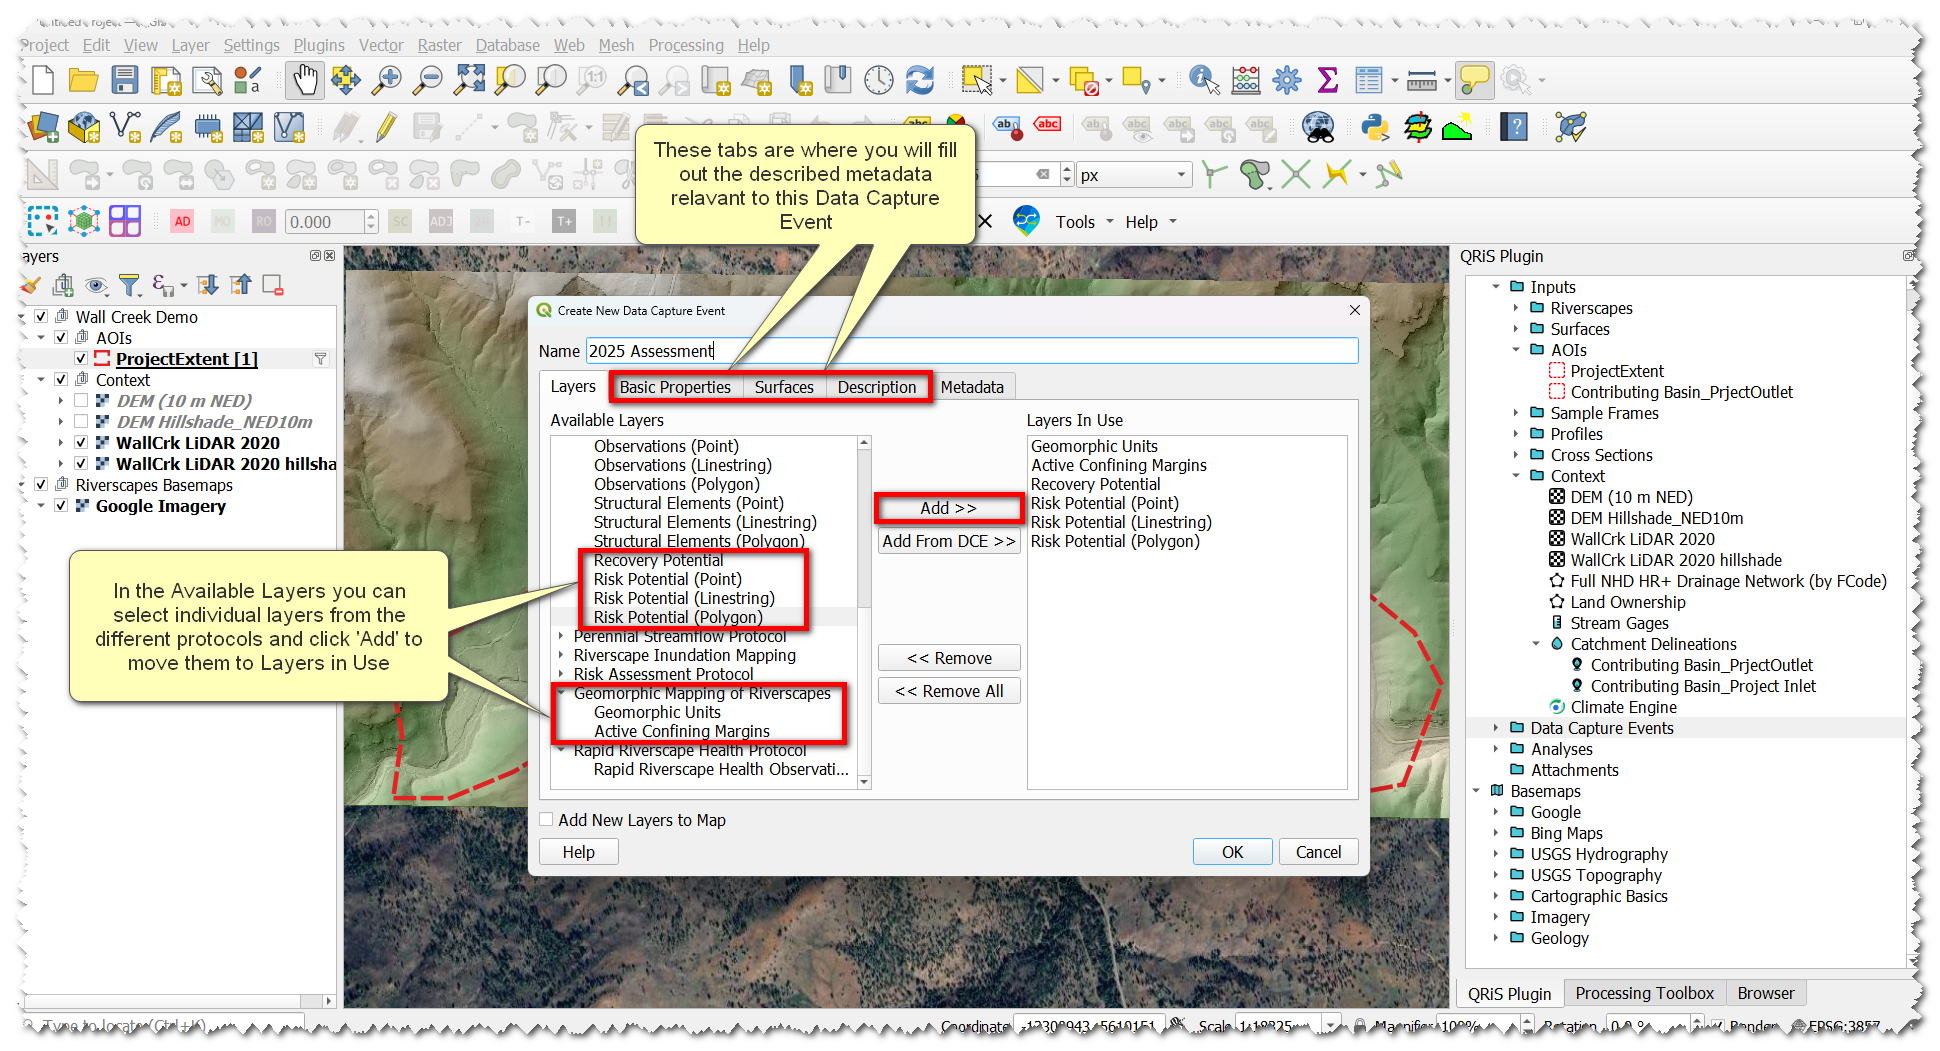 Project Edit View Layer Settings Plugins Vector Raster Database Web Mesh Processing Help
abc
abc
px
AD
RO
0.000
SC
ADJ
T-
T+
Tools
Help
These tabs are where you will fill
out the described metadata
relavant to this Data Capture
Event
ayers
Wall Creek Demo
AOIs
ProjectExtent [1]
Context
DEM (10 m NED)
DEM Hillshade_NED10m
WallCrk LiDAR 2020
WallCrk LiDAR 2020 hillsha
Riverscapes Basemaps
Google Imagery
In the Available Layers you can
select individual layers from the
different protocols and click 'Add' to
move them to Layers in Use
Create New Data Capture Event
Name 2025 Assessment
Layers Basic Properties Surfaces Description Metadata
Available Layers
Observations (Point)
Observations (Linestring)
Observations (Polygon)
Structural Elements (Point)
Structural Elements (Linestring)
Structural Elements (Polygon)
Recovery Potential
Risk Potential (Point)
Risk Potential (Linestring)
Risk Potential (Polygon)
Perennial Streamflow Protocol
Riverscape Inundation Mapping
Risk Assessment Protocol
Geomorphic Mapping of Riverscapes
Geomorphic Units
Active Confining Margins
Rapid Riverscape Health Protocol
Rapid Riverscape Health Observati...
Add >>
Add From DCE >>
<< Remove
<< Remove All
Layers In Use
Geomorphic Units
Active Confining Margins
Recovery Potential
Risk Potential (Point)
Risk Potential (Linestring)
Risk Potential (Polygon)
Add New Layers to Map
Help
OK
Cancel
QRiS Plugin
Inputs
Riverscapes
Surfaces
AOIs
ProjectExtent
Contributing Basin_PrjectOutlet
Sample Frames
Profiles
Cross Sections
Context
DEM (10 m NED)
DEM Hillshade_NED10m
WallCrk LiDAR 2020
WallCrk LiDAR 2020 hillshade
Full NHD HR+ Drainage Network (by FCode)
Land Ownership
Stream Gages
Catchment Delineations
Contributing Basin_PrjectOutlet
Contributing Basin_Project Inlet
Climate Engine
Data Capture Events
Analyses
Attachments
Basemaps
Google
Bing Maps
USGS Hydrography
USGS Topography
Cartographic Basics
Imagery
Geology
QRiS Plugin Processing Toolbox Browser
Type to locate (Ctrl+K)
Coordinate
Scale
Magnifier 100%
Rotation
Render
EPSG:3857